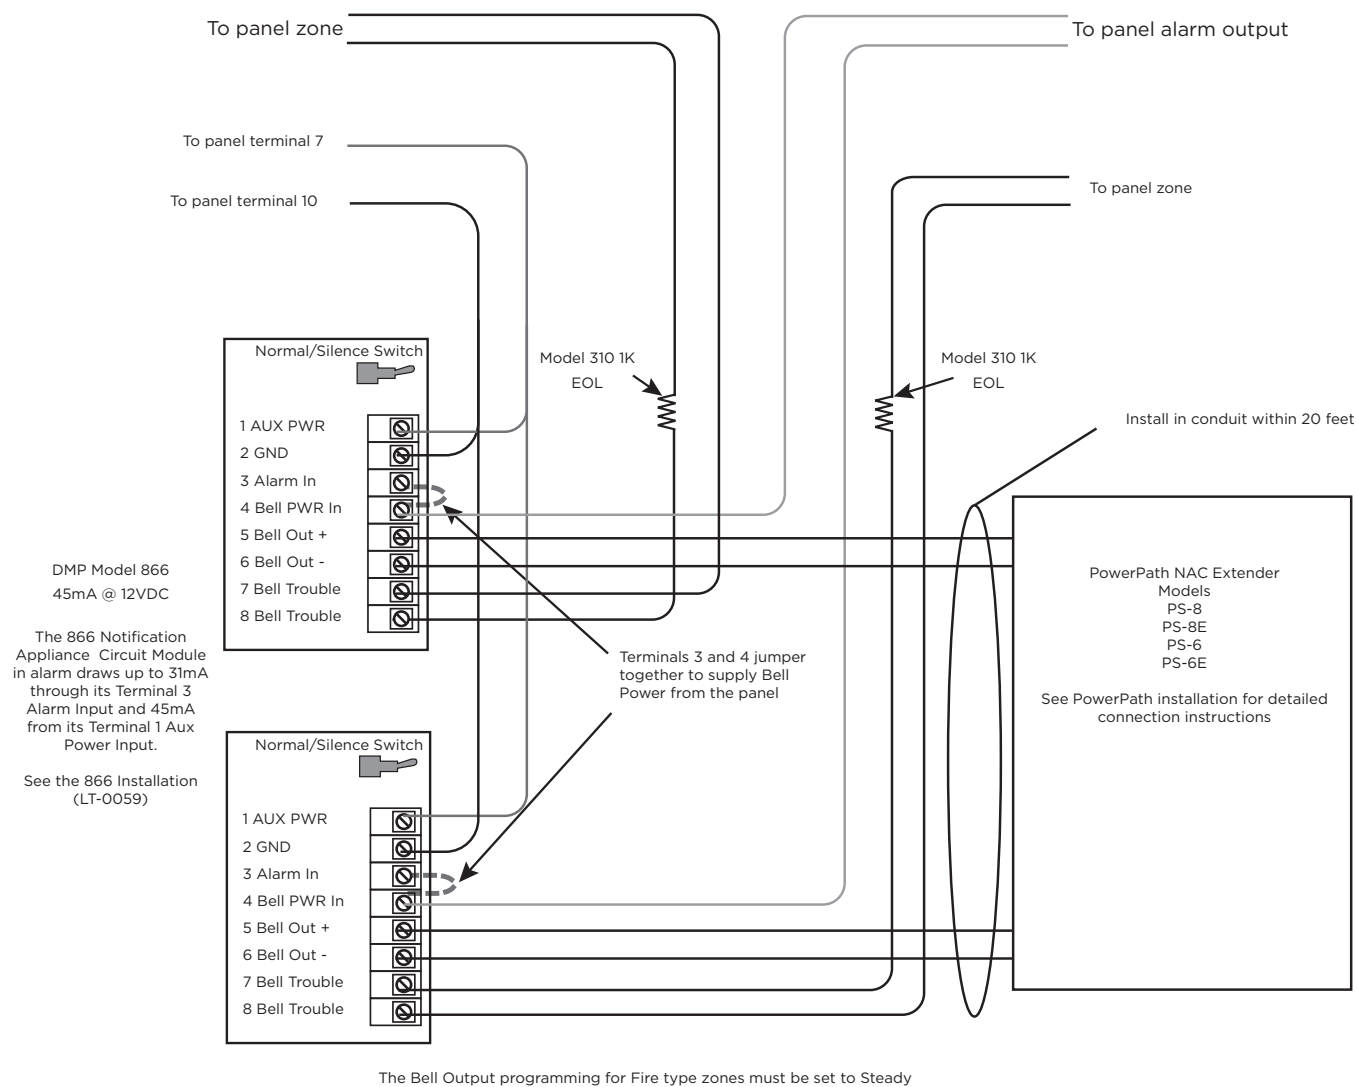 To panel zone
To panel alarm output
To panel terminal 7
To panel terminal 10
To panel zone
Normal/Silence Switch
1 AUX PWR
2 GND
3 Alarm In
4 Bell PWR In
5 Bell Out +
6 Bell Out -
7 Bell Trouble
8 Bell Trouble
Model 310 1K
EOL
Model 310 1K
EOL
Install in conduit within 20 feet
DMP Model 866
45mA @ 12VDC
The 866 Notification
Appliance Circuit Module
in alarm draws up to 31mA
through its Terminal 3
Alarm Input and 45mA
from its Terminal 1 Aux
Power Input.
See the 866 Installation
(LT-0059)
Terminals 3 and 4 jumper
together to supply Bell
Power from the panel
PowerPath NAC Extender
Models
PS-8
PS-8E
PS-6
PS-6E
See PowerPath installation for detailed
connection instructions
Normal/Silence Switch
1 AUX PWR
2 GND
3 Alarm In
4 Bell PWR In
5 Bell Out +
6 Bell Out -
7 Bell Trouble
8 Bell Trouble
The Bell Output programming for Fire type zones must be set to Steady